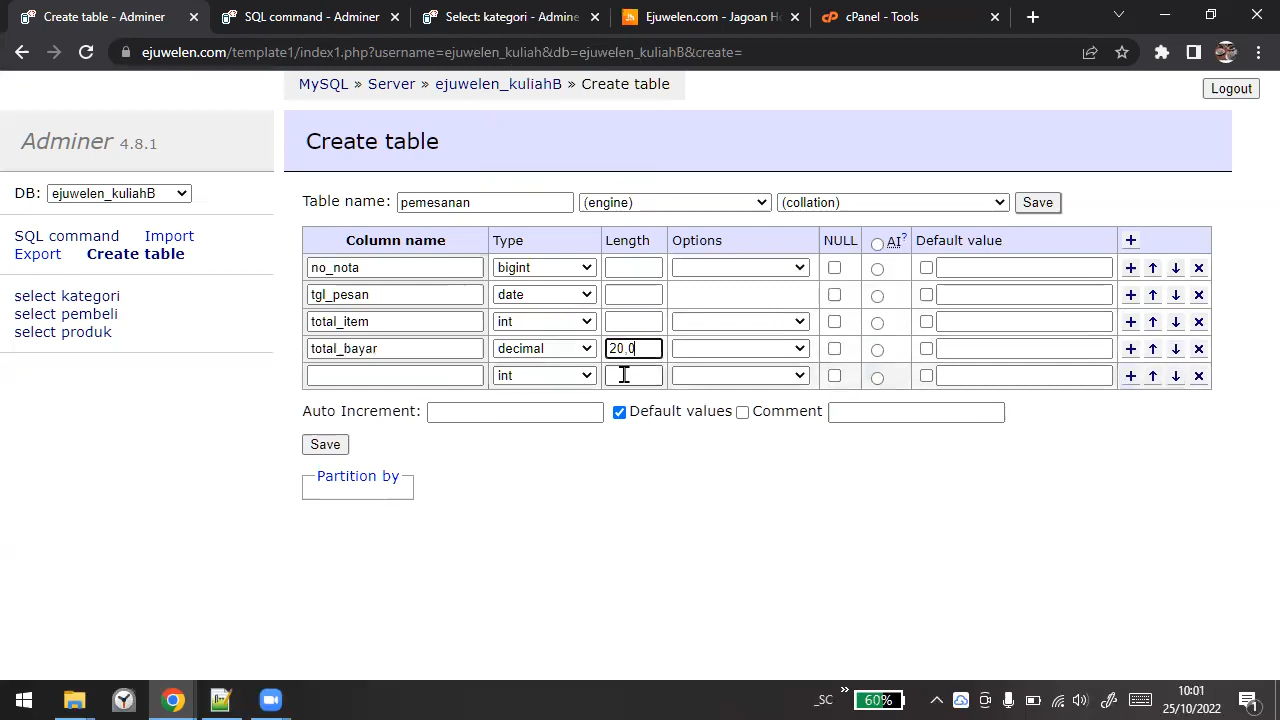 Create table - Adminer
SQL command - Adminer
Select: kategori - Admine
Ejuwelen.com - Jagoan H
cPanel - Tools
ejuwelen.com/template1/index1.php?username=ejuwelen_kuliah&db=ejuwelen_kuliahB&create=
MySQL » Server » ejuwelen_kuliahB » Create table
Logout
Adminer 4.8.1
Create table
DB: ejuwelen_kuliahB
SQL command Import
Export Create table
select kategori
select pembeli
select produk
Table name: pemesanan (engine) (collation) Save
Column name Type Length Options NULL AI? Default value
no_nota bigint
tgl_pesan date
total_item int
total_bayar decimal 20,0
int
Auto Increment: Default values Comment
Save
Partition by
_SC » 60% 10:01
25/10/2022
1